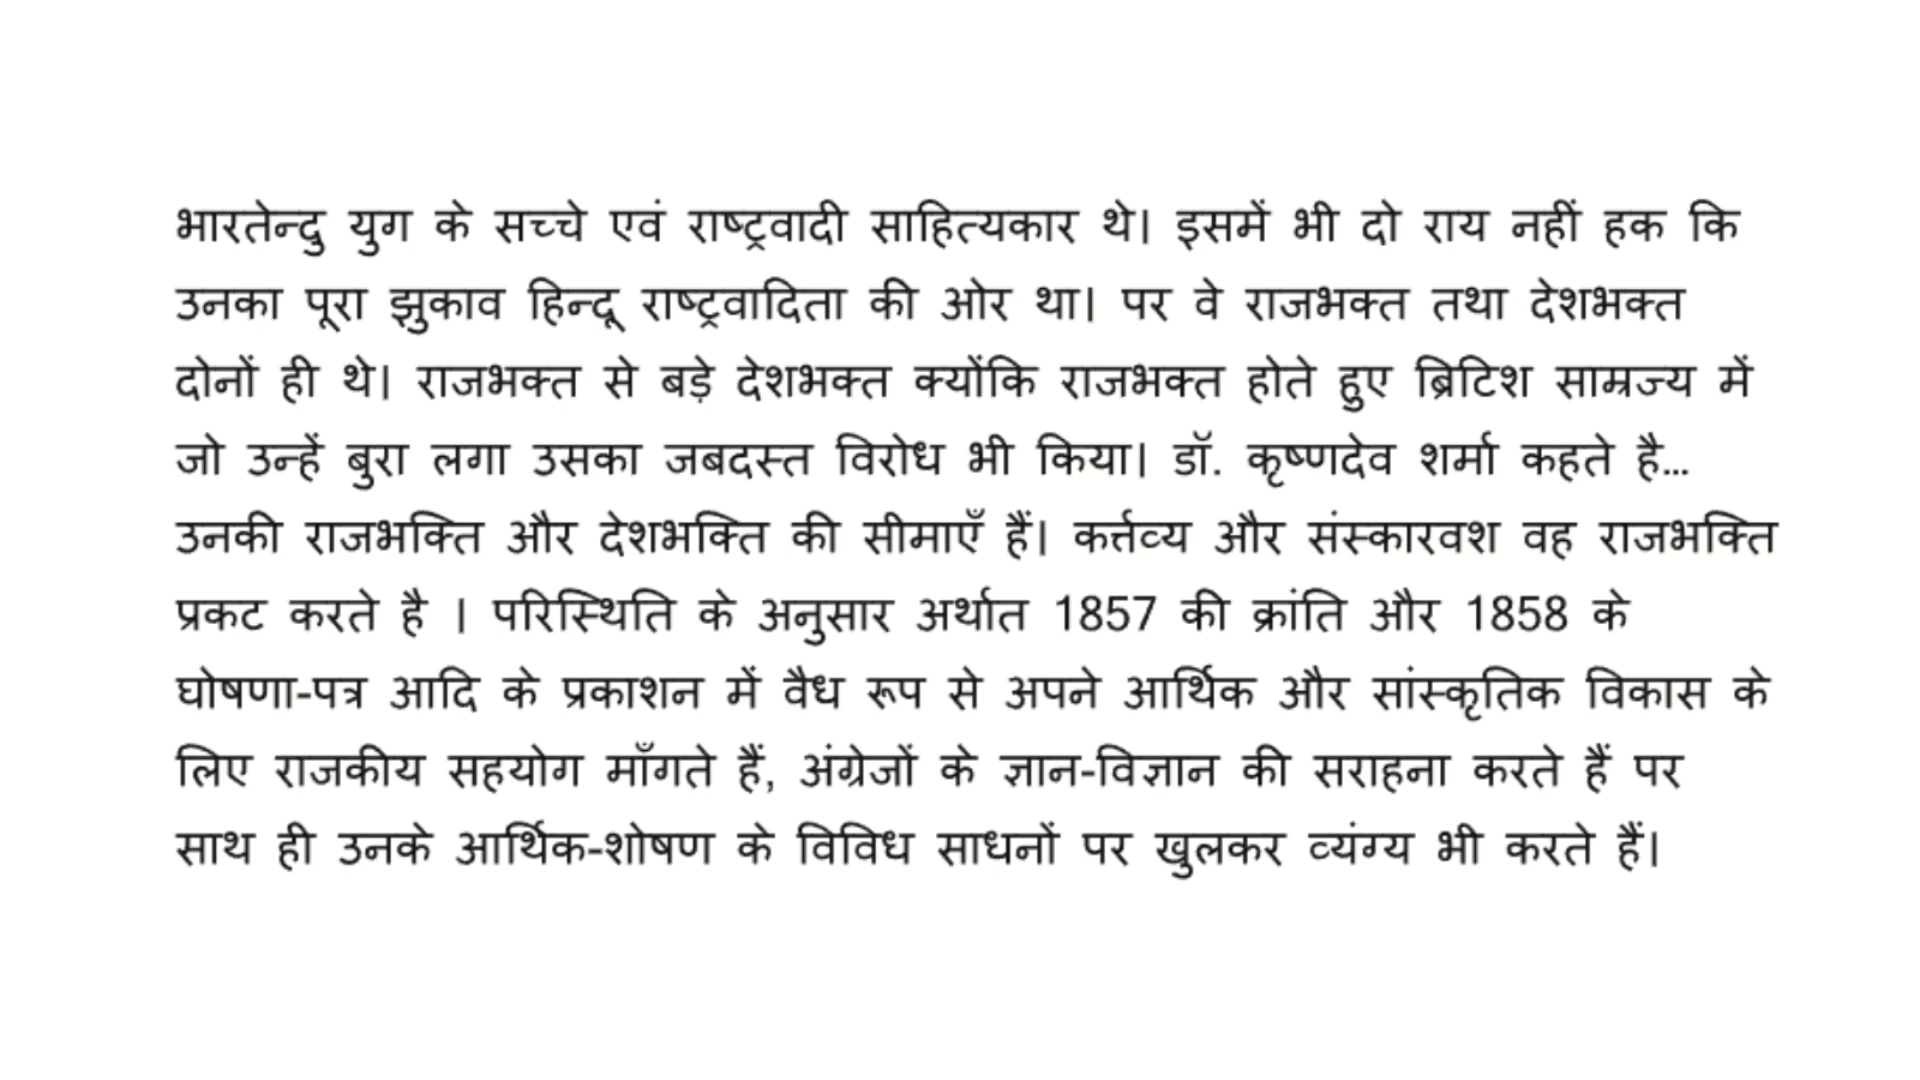 भारतेन्दु युग के सच्चे एवं राष्ट्रवादी साहित्यकार थे। इसमें भी दो राय नहीं हक कि
उनका पूरा झुकाव हिन्दू राष्ट्रवादिता की ओर था। पर वे राजभक्त तथा देशभक्त
दोनों ही थे। राजभक्त से बड़े देशभक्त क्योंकि राजभक्त होते हुए ब्रिटिश साम्रज्य में
जो उन्हें बुरा लगा उसका जबदस्त विरोध भी किया। डॉ. कृष्णदेव शर्मा कहते है...
उनकी राजभक्ति और देशभक्ति की सीमाएँ हैं। कर्त्तव्य और संस्कारवश वह राजभक्ति
प्रकट करते है । परिस्थिति के अनुसार अर्थात 1857 की क्रांति और 1858 के
घोषणा-पत्र आदि के प्रकाशन में वैध रूप से अपने आर्थिक और सांस्कृतिक विकास के
लिए राजकीय सहयोग माँगते हैं, अंग्रेजों के ज्ञान-विज्ञान की सराहना करते हैं पर
साथ ही उनके आर्थिक-शोषण के विविध साधनों पर खुलकर व्यंग्य भी करते हैं।